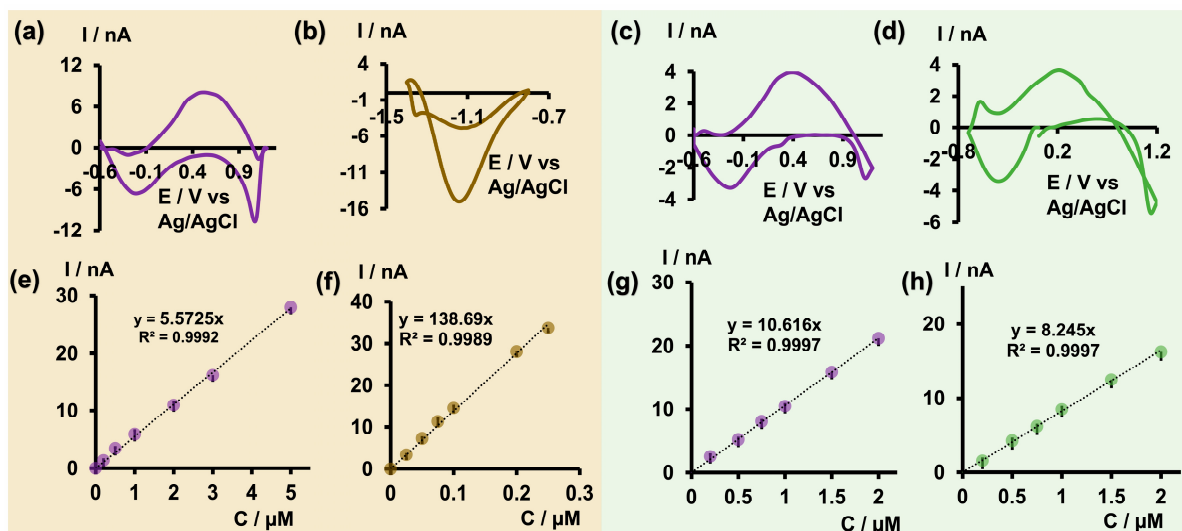 (a) I / nA
12
6
0
-6
-12
-0.6 -0.1 0.4 0.9
E / V vs
Ag/AgCl
(b) I / nA
4
-1
-6
-11
-16
-1.5 -1.1 -0.7
E / V vs
Ag/AgCl
(c) I / nA
4
2
0
-2
-4
-0.6 -0.1 0.4 0.9
E / V vs
Ag/AgCl
(d) I / nA
4
2
0
-2
-4
-6
-0.8 0.2 1.2
E / V vs
Ag/AgCl
(e) I / nA
30
20
10
0
y = 5.5725x
R² = 0.9992
0 1 2 3 4 5
C / µM
(f) I / nA
40
30
20
10
0
y = 138.69x
R² = 0.9989
0 0.1 0.2 0.3
C / µM
(g) I / nA
30
20
10
0
y = 10.616x
R² = 0.9997
0 0.5 1 1.5 2
C / µM
(h) I / nA
20
10
0
y = 8.245x
R² = 0.9997
0 0.5 1 1.5 2
C / µM